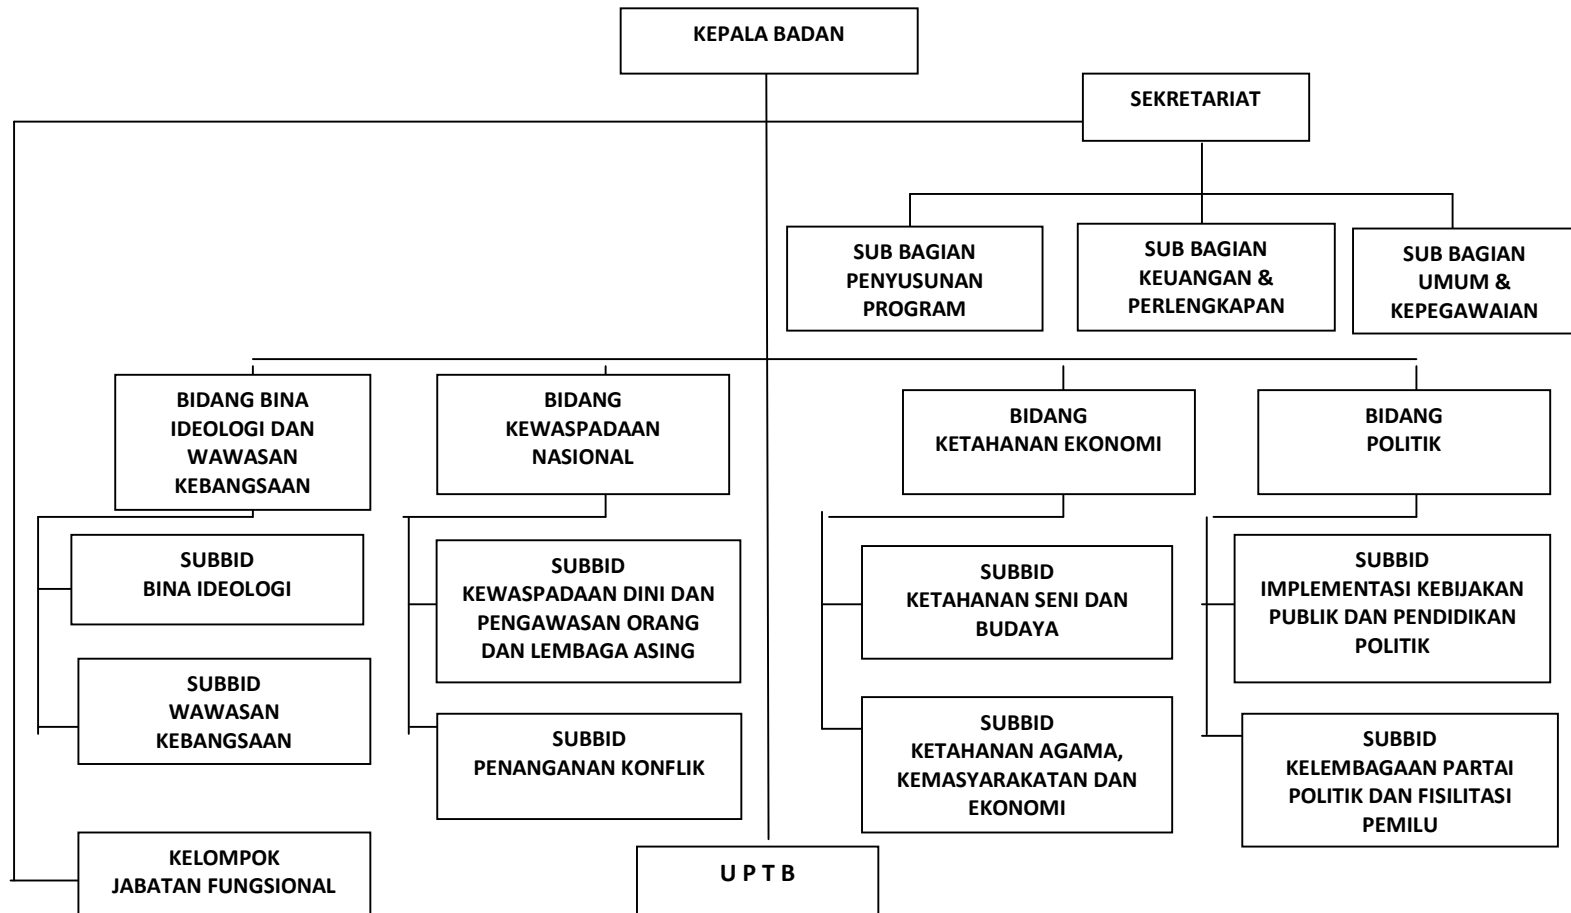 KEPALA BADAN
SEKRETARIAT
SUB BAGIAN
PENYUSUNAN
PROGRAM
SUB BAGIAN
KEUANGAN &
PERLENGKAPAN
SUB BAGIAN
UMUM &
KEPEGAWAIAN
BIDANG BINA
IDEOLOGI DAN
WAWASAN
KEBANGSAAN
BIDANG
KEWASPADAAN
NASIONAL
BIDANG
KETAHANAN EKONOMI
BIDANG
POLITIK
SUBBID
BINA IDEOLOGI
SUBBID
KEWASPADAAN DINI DAN
PENGAWASAN ORANG
DAN LEMBAGA ASING
SUBBID
KETAHANAN SENI DAN
BUDAYA
SUBBID
IMPLEMENTASI KEBIJAKAN
PUBLIK DAN PENDIDIKAN
POLITIK
SUBBID
WAWASAN
KEBANGSAAN
SUBBID
PENANGANAN KONFLIK
SUBBID
KETAHANAN AGAMA,
KEMASYARAKATAN DAN
EKONOMI
SUBBID
KELEMBAGAAN PARTAI
POLITIK DAN FISILITASI
PEMILU
KELOMPOK
JABATAN FUNGSIONAL
U P T B